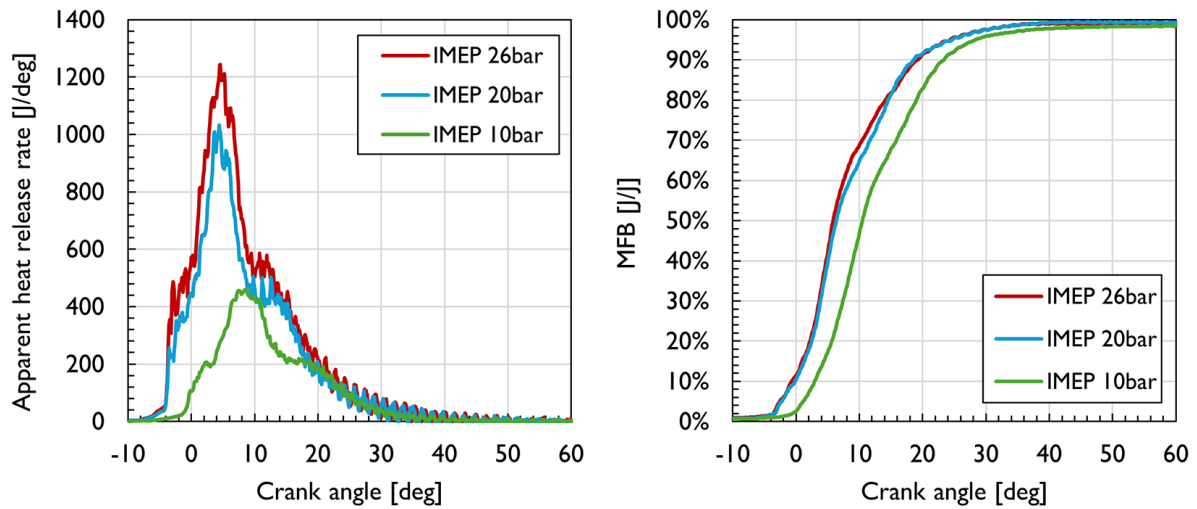 Apparent heat release rate [J/deg]
1400
1200
1000
800
600
400
200
0
-10 0 10 20 30 40 50 60
Crank angle [deg]
IMEP 26bar
IMEP 20bar
IMEP 10bar
MFB [J/J]
100%
90%
80%
70%
60%
50%
40%
30%
20%
10%
0%
-10 0 10 20 30 40 50 60
Crank angle [deg]
IMEP 26bar
IMEP 20bar
IMEP 10bar